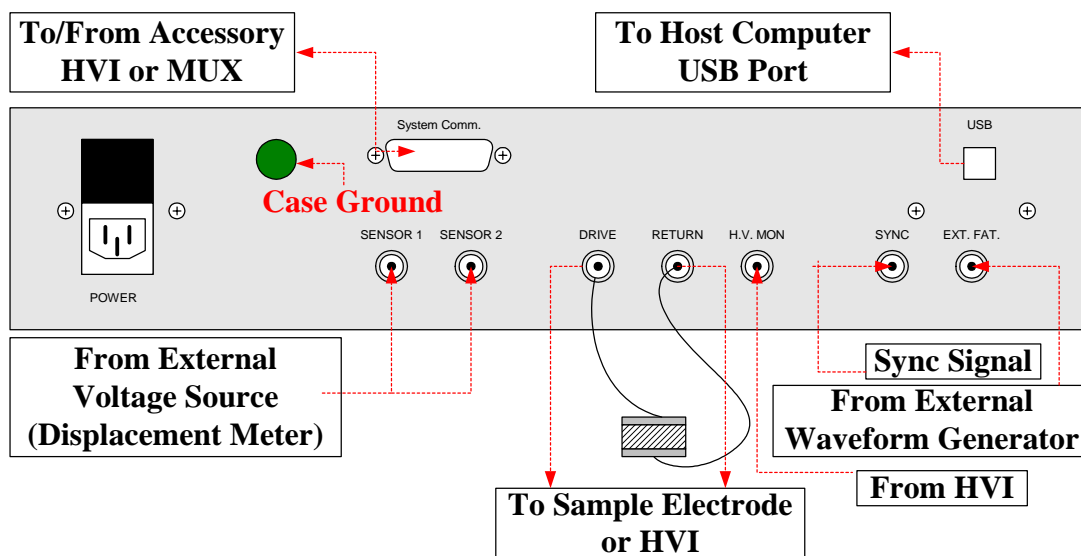 To/From Accessory
HVI or MUX
To Host Computer
USB Port
System Comm.
USB
Case Ground
SENSOR 1
SENSOR 2
DRIVE
RETURN
H.V. MON
SYNC
EXT. FAT.
POWER
From External
Voltage Source
(Displacement Meter)
Sync Signal
From External
Waveform Generator
From HVI
To Sample Electrode
or HVI